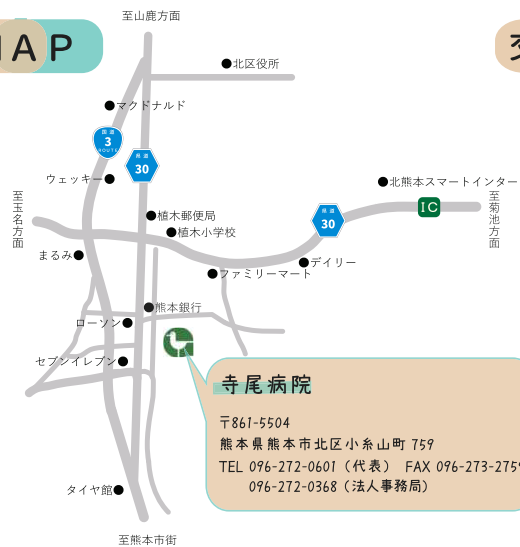 至山鹿方面
MAP
北区役所
マクドナルド
国道
3
ROUTE
県道
30
ウェッキー
北熊本スマートインター
IC
至玉名方面
至菊池方面
植木郵便局
植木小学校
県道
30
まるみ
デイリー
ファミリーマート
熊本銀行
ローソン
セブンイレブン
寺尾病院
〒861-5504
熊本県熊本市北区小糸山町 759
TEL 096-272-0601（代表） FAX 096-273-275
096-272-0368（法人事務局）
タイヤ館
至熊本市街